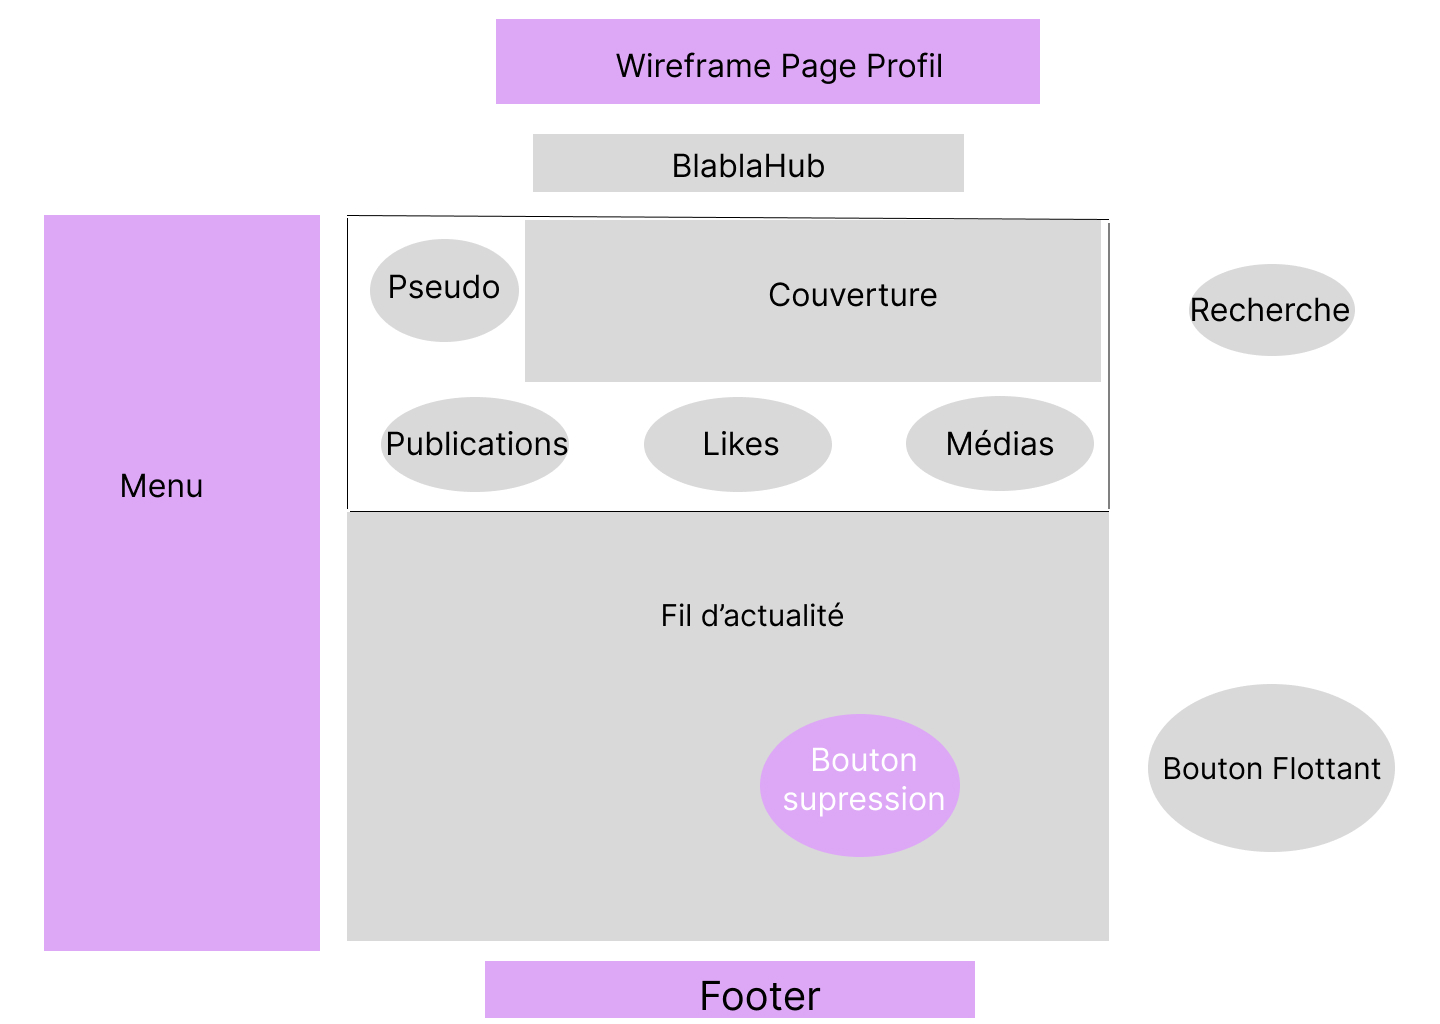 Wireframe Page Profil
BlablaHub
Menu
Pseudo
Couverture
Recherche
Publications
Likes
Médias
Fil d’actualité
Bouton
supression
Bouton Flottant
Footer